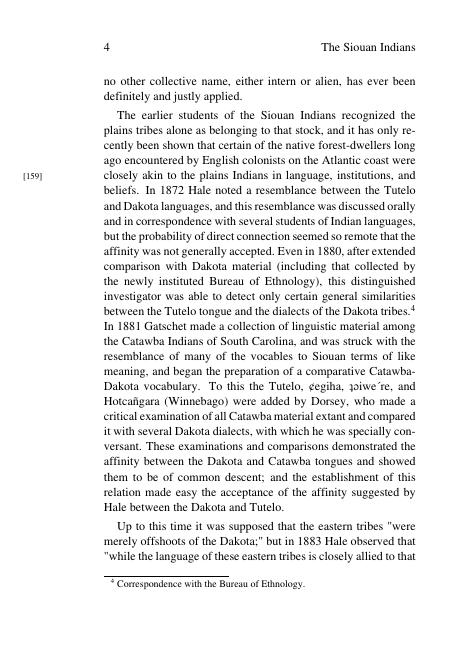 4 The Siouan Indians
no other collective name, either intern or alien, has ever been
definitely and justly applied.
The earlier students of the Siouan Indians recognized the
plains tribes alone as belonging to that stock, and it has only re-
cently been shown that certain of the native forest-dwellers long
ago encountered by English colonists on the Atlantic coast were
[159] closely akin to the plains Indians in language, institutions, and
beliefs. In 1872 Hale noted a resemblance between the Tutelo
and Dakota languages, and this resemblance was discussed orally
and in correspondence with several students of Indian languages,
but the probability of direct connection seemed so remote that the
affinity was not generally accepted. Even in 1880, after extended
comparison with Dakota material (including that collected by
the newly instituted Bureau of Ethnology), this distinguished
investigator was able to detect only certain general similarities
between the Tutelo tongue and the dialects of the Dakota tribes.4
In 1881 Gatschet made a collection of linguistic material among
the Catawba Indians of South Carolina, and was struck with the
resemblance of many of the vocables to Siouan terms of like
meaning, and began the preparation of a comparative Catawba-
Dakota vocabulary. To this the Tutelo, ¢egiha, ʇɔiwe´re, and
Hotcañgara (Winnebago) were added by Dorsey, who made a
critical examination of all Catawba material extant and compared
it with several Dakota dialects, with which he was specially con-
versant. These examinations and comparisons demonstrated the
affinity between the Dakota and Catawba tongues and showed
them to be of common descent; and the establishment of this
relation made easy the acceptance of the affinity suggested by
Hale between the Dakota and Tutelo.
Up to this time it was supposed that the eastern tribes "were
merely offshoots of the Dakota;" but in 1883 Hale observed that
"while the language of these eastern tribes is closely allied to that
4 Correspondence with the Bureau of Ethnology.